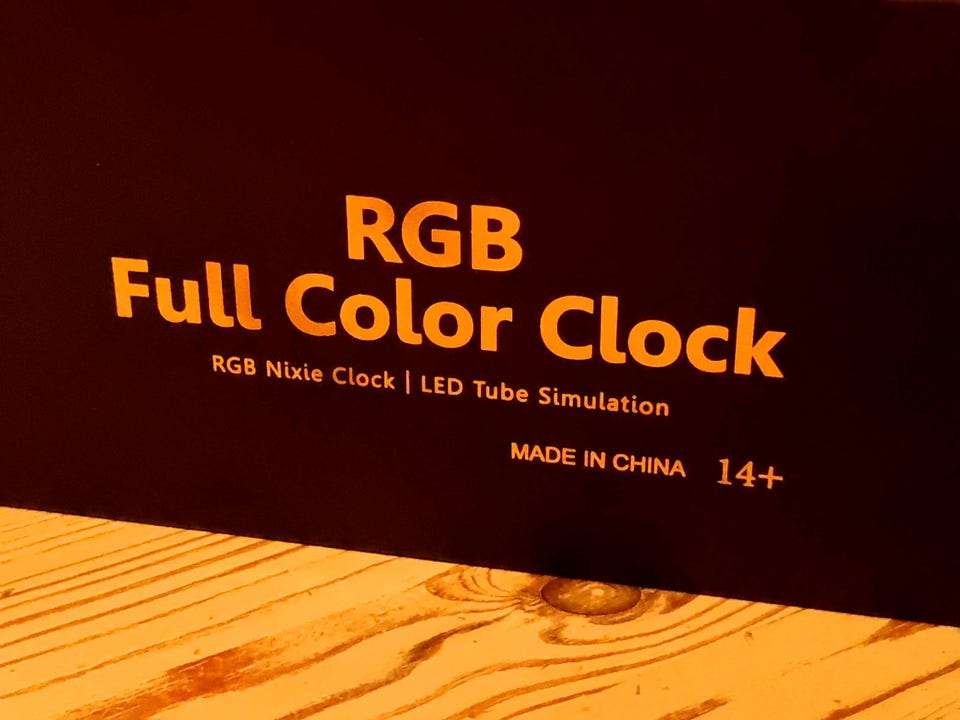 RGB
Full Color Clock
RGB Nixie Clock | LED Tube Simulation
MADE IN CHINA 14+